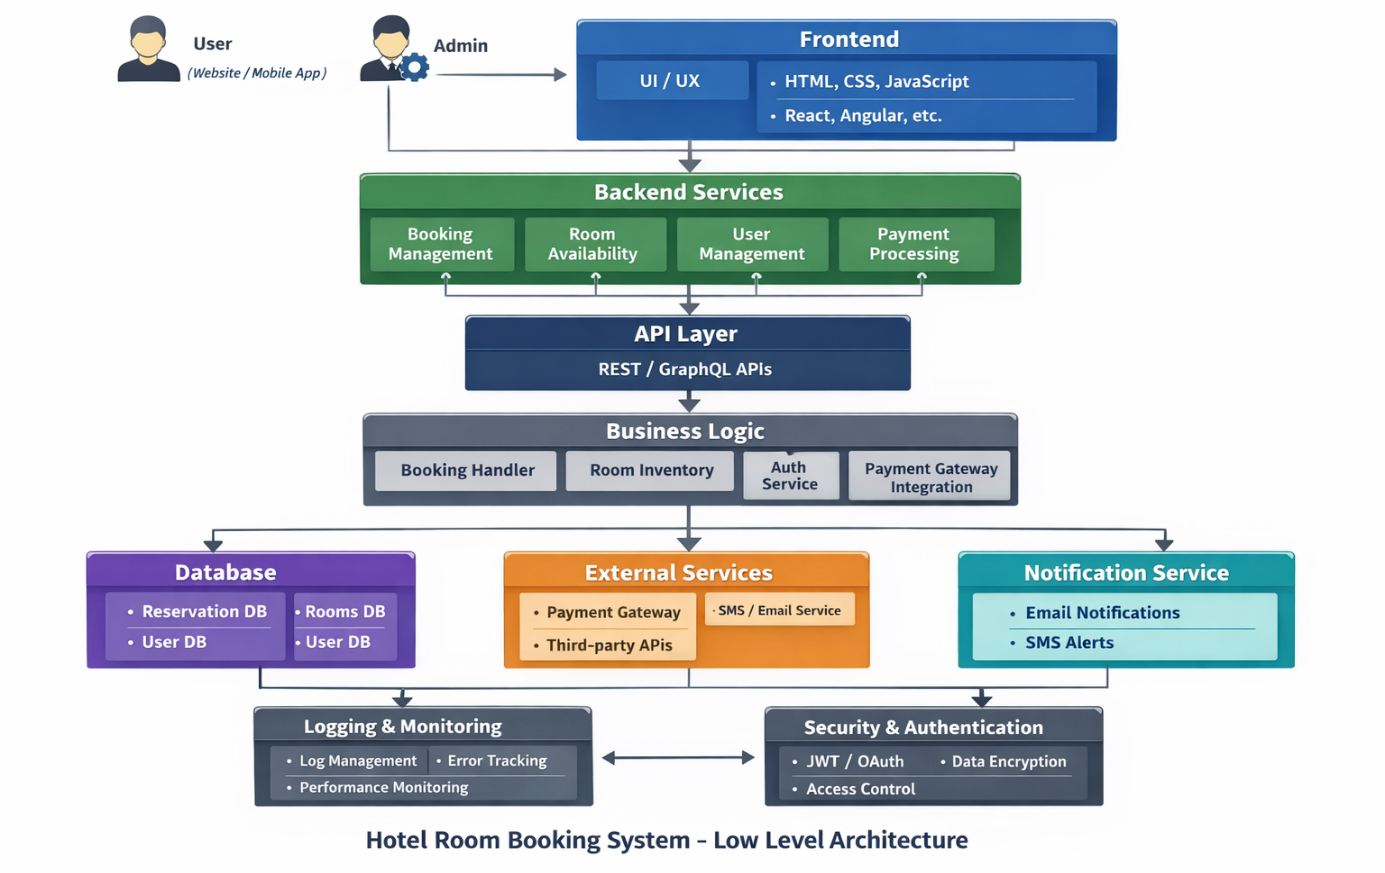 User
(Website / Mobile App)
Admin
Frontend
UI / UX
• HTML, CSS, JavaScript
• React, Angular, etc.
Backend Services
Booking
Management
Room
Availability
User
Management
Payment
Processing
API Layer
REST / GraphQL APIs
Business Logic
Booking Handler
Room Inventory
Auth
Service
Payment Gateway
Integration
Database
• Reservation DB
• User DB
• Rooms DB
• User DB
External Services
• Payment Gateway
• Third-party APIs
· SMS / Email Service
Notification Service
• Email Notifications
• SMS Alerts
Logging & Monitoring
• Log Management
• Error Tracking
• Performance Monitoring
Security & Authentication
• JWT / OAuth
• Data Encryption
• Access Control
Hotel Room Booking System – Low Level Architecture